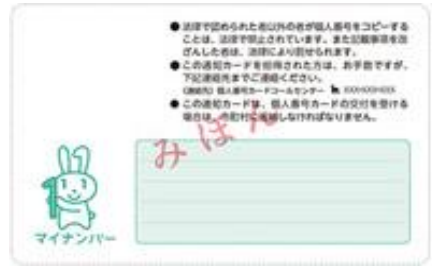 ●法律で認められた者以外の者が個人番号をコピーする
ことは、法律で禁止されています。また記載事項を改
ざんした者は、法律により罰せられます。
●この通知カードを拾得された方は、お手数ですが、
下記連絡先までご連絡ください。
(連絡先) 個人番号カードコールセンター
●この通知カードは、個人番号カードの交付を受ける
場合は、市町村に返納しなければなりません。
みほん
マイナンバー